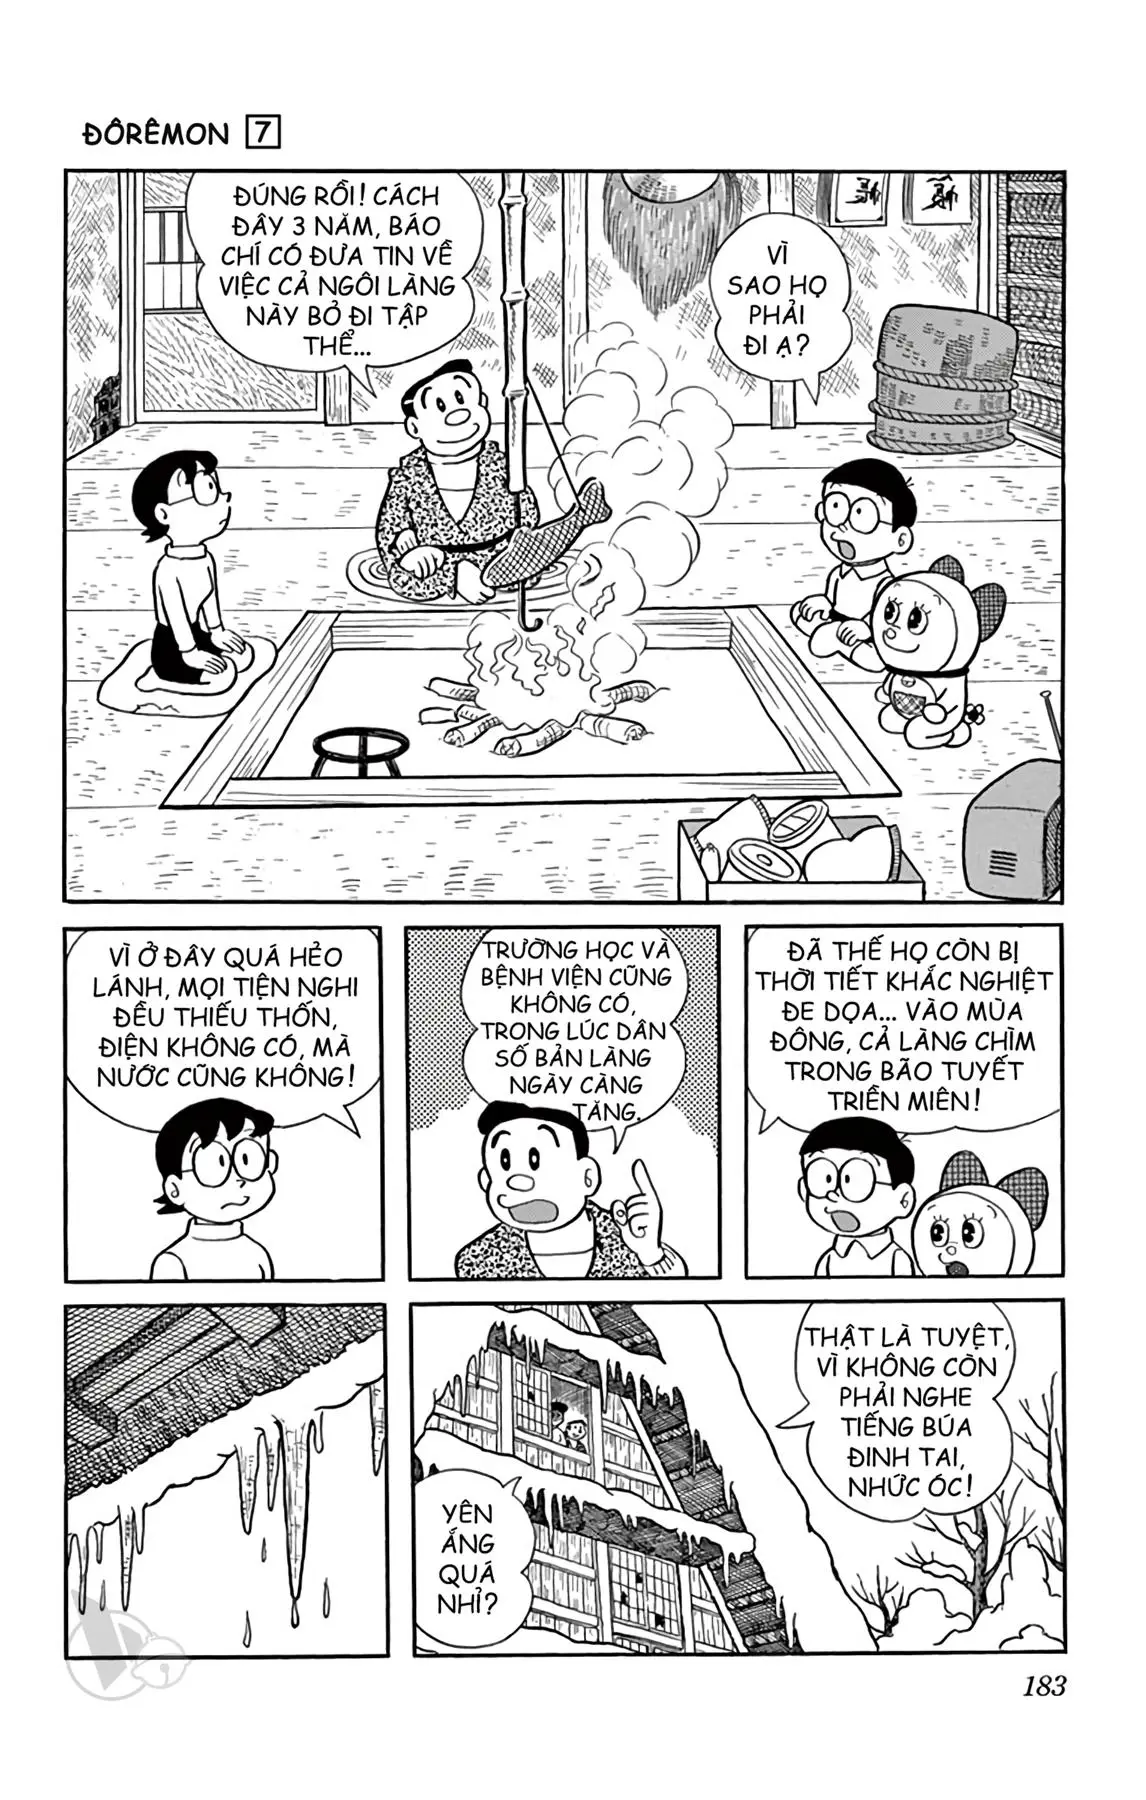 ĐÔRÊMON 7
ĐÚNG RỒI! CÁCH
ĐÂY 3 NĂM, BÁO
CHÍ CÓ ĐƯA TIN VỀ
VIỆC CẢ NGÔI LÀNG
NÀY BỎ ĐI TẬP
THỂ...
VÌ
SAO HỌ
PHẢI
ĐI Ạ?
VÌ Ở ĐÂY QUÁ HẺO
LÁNH, MỌI TIỆN NGHI
ĐỀU THIẾU THỐN,
ĐIỆN KHÔNG CÓ, MÀ
NƯỚC CŨNG KHÔNG!
TRƯỜNG HỌC VÀ
BỆNH VIỆN CŨNG
KHÔNG CÓ,
TRONG LÚC DÂN
SỐ BẢN LÀNG
NGÀY CÀNG
TĂNG.
ĐÃ THẾ HỌ CÒN BỊ
THỜI TIẾT KHẮC NGHIỆT
ĐE DỌA... VÀO MÙA
ĐÔNG, CẢ LÀNG CHÌM
TRONG BÃO TUYẾT
TRIỀN MIÊN!
THẬT LÀ TUYỆT,
VÌ KHÔNG CÒN
PHẢI NGHE
TIẾNG BÚA
ĐINH TAI,
NHỨC ÓC!
YÊN
ẮNG
QUÁ
NHỈ?
183